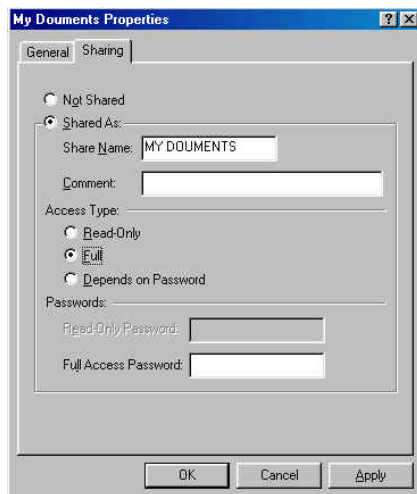 My Douments Properties
General Sharing
Not Shared
Shared As:
Share Name: MY DOUMENTS
Comment:
Access Type:
Read-Only
Full
Depends on Password
Passwords:
Read-Only Password:
Full Access Password:
OK Cancel Apply